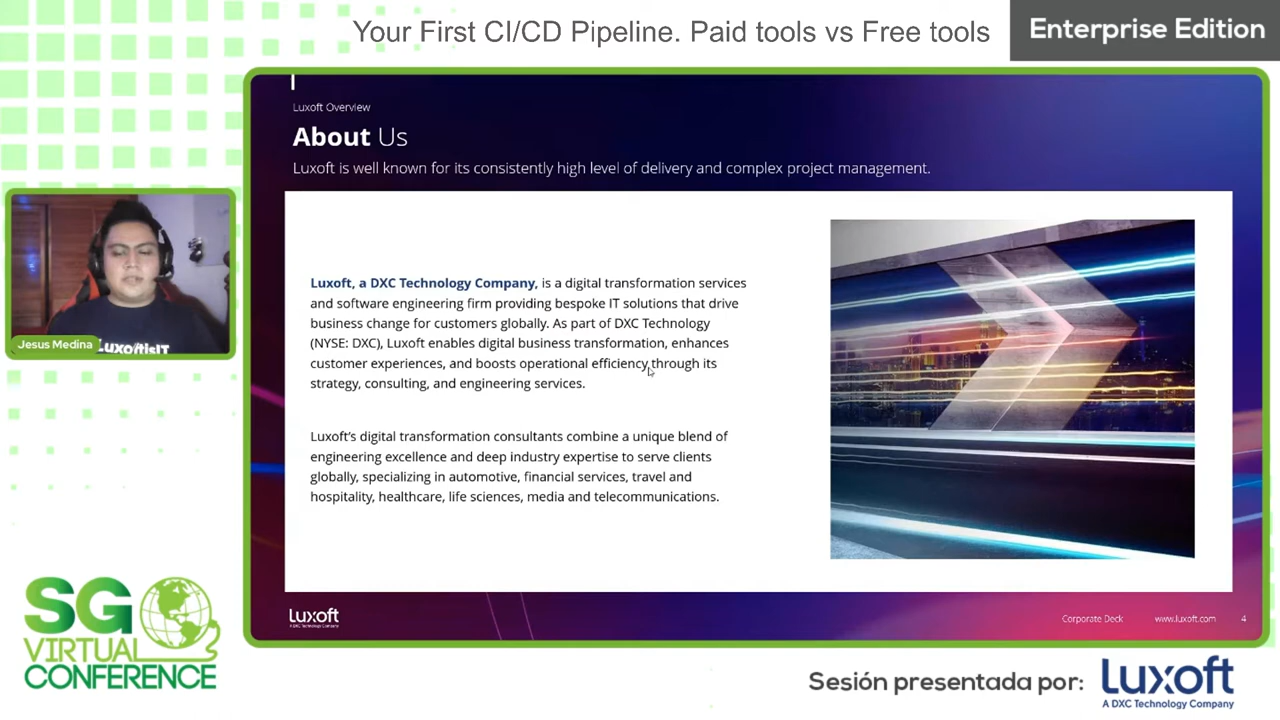 Your First CI/CD Pipeline. Paid tools vs Free tools
Enterprise Edition
Luxoft Overview
About Us
Luxoft is well known for its consistently high level of delivery and complex project management.
Luxoft, a DXC Technology Company, is a digital transformation services
and software engineering firm providing bespoke IT solutions that drive
business change for customers globally. As part of DXC Technology
(NYSE: DXC), Luxoft enables digital business transformation, enhances
customer experiences, and boosts operational efficiency through its
strategy, consulting, and engineering services.
Luxoft's digital transformation consultants combine a unique blend of
engineering excellence and deep industry expertise to serve clients
globally, specializing in automotive, financial services, travel and
hospitality, healthcare, life sciences, media and telecommunications.
Jesus Medina
LuxoftisIT
luxoft
A DXC Technology Company
Corporate Deck
www.luxoft.com
4
SG
VIRTUAL
CONFERENCE
Sesión presentada por:
luxoft
A DXC Technology Company